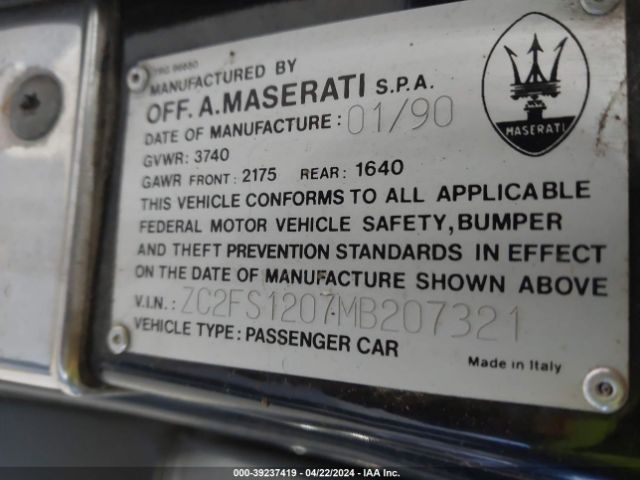 MANUFACTURED BY
OFF. A. MASERATI S.P.A.
DATE OF MANUFACTURE: 01/90
GVWR: 3740
GAWR FRONT: 2175 REAR: 1640
THIS VEHICLE CONFORMS TO ALL APPLICABLE
FEDERAL MOTOR VEHICLE SAFETY, BUMPER
AND THEFT PREVENTION STANDARDS IN EFFECT
ON THE DATE OF MANUFACTURE SHOWN ABOVE
V.I.N.: ZC2FS1207MB207321
VEHICLE TYPE: PASSENGER CAR
Made in Italy
MASERATI
000-39237419 - 04/22/2024 - IAA Inc.